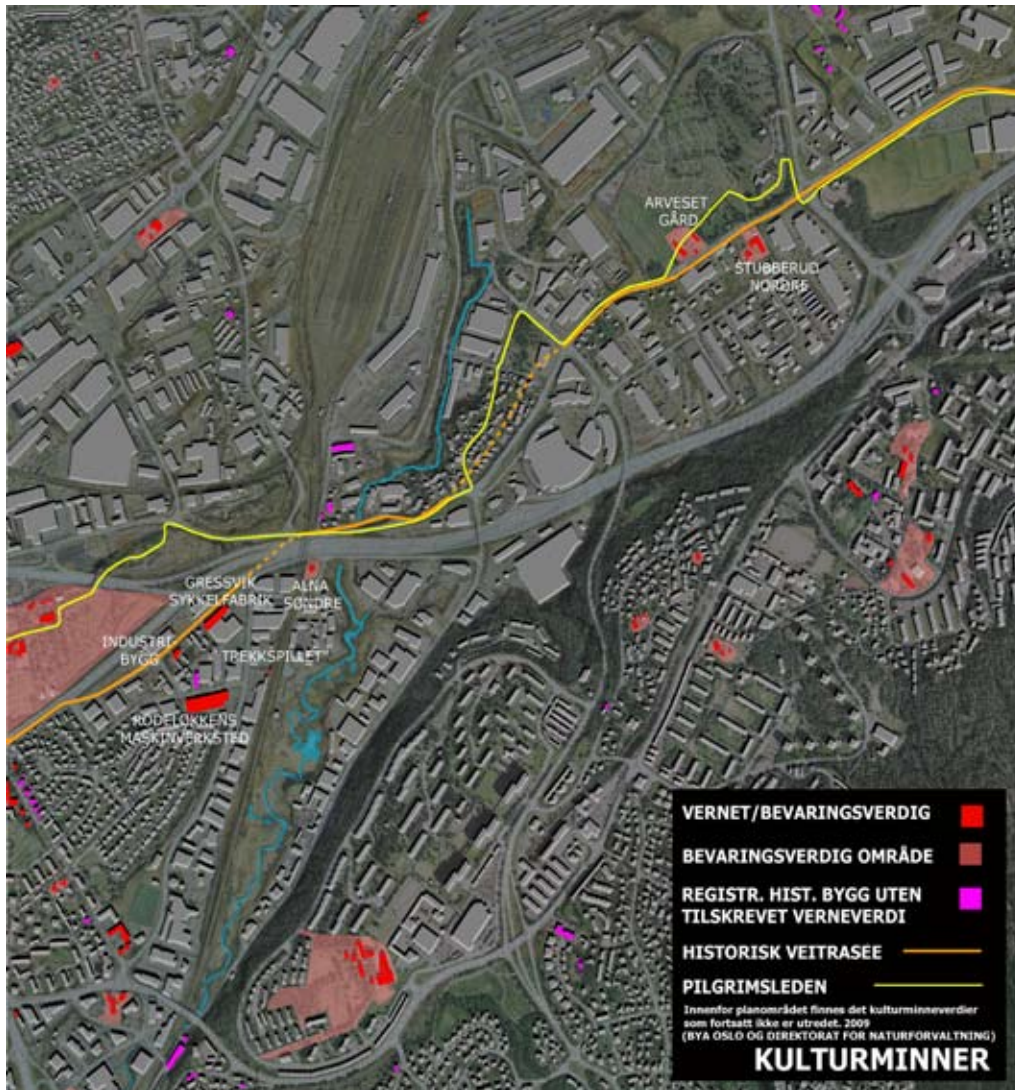 ARVESET
GÅRD
STUBBERUD
NORDRE
GRESSVIK
SYKKELFABRIK
ALNA
SØNDRE
INDUSTRI
BYGG
"TREKKSPILLET"
RODELØKKENS
MASKINVERKSTED
VERNET/BEVARINGSVERDIG
BEVARINGSVERDIG OMRÅDE
REGISTR. HIST. BYGG UTEN
TILSKREVET VERNEVERDI
HISTORISK VEITRASEE
PILGRIMSLEDEN
Innenfor planområdet finnes det kulturminneverdier
som fortsatt ikke er utredet. 2009
(BYA OSLO OG DIREKTORAT FOR NATURFORVALTNING)
KULTURMINNER